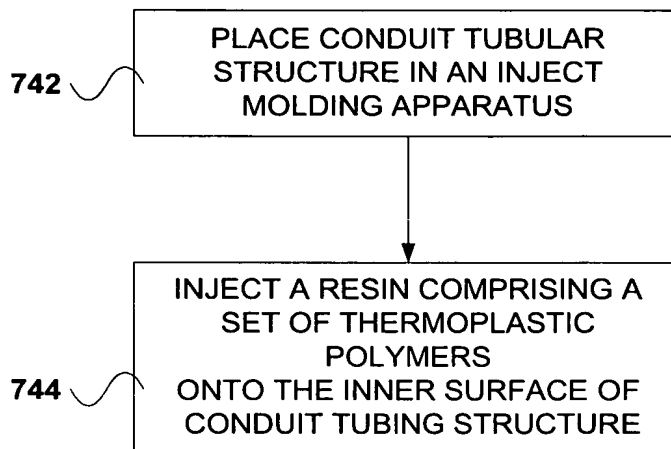 PLACE CONDUIT TUBULAR
STRUCTURE IN AN INJECT
MOLDING APPARATUS
742
INJECT A RESIN COMPRISING A
SET OF THERMOPLASTIC
POLYMERS
ONTO THE INNER SURFACE OF
CONDUIT TUBING STRUCTURE
744